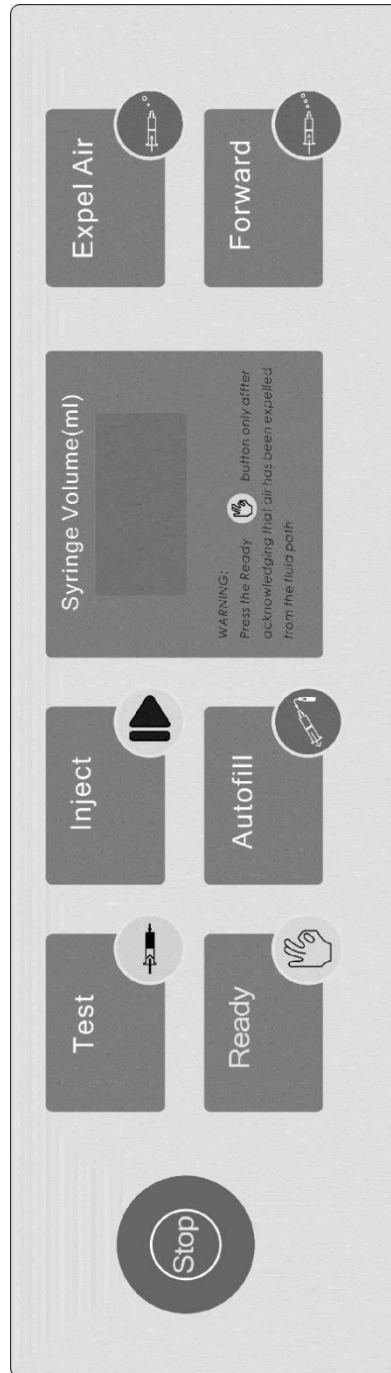 Stop
Test
Ready
Inject
Autofill
Syringe Volume(ml)
WARNING:
Press the Ready button only
acknowledging that air has been expelled
from the fluid path
Expel Air
Forward